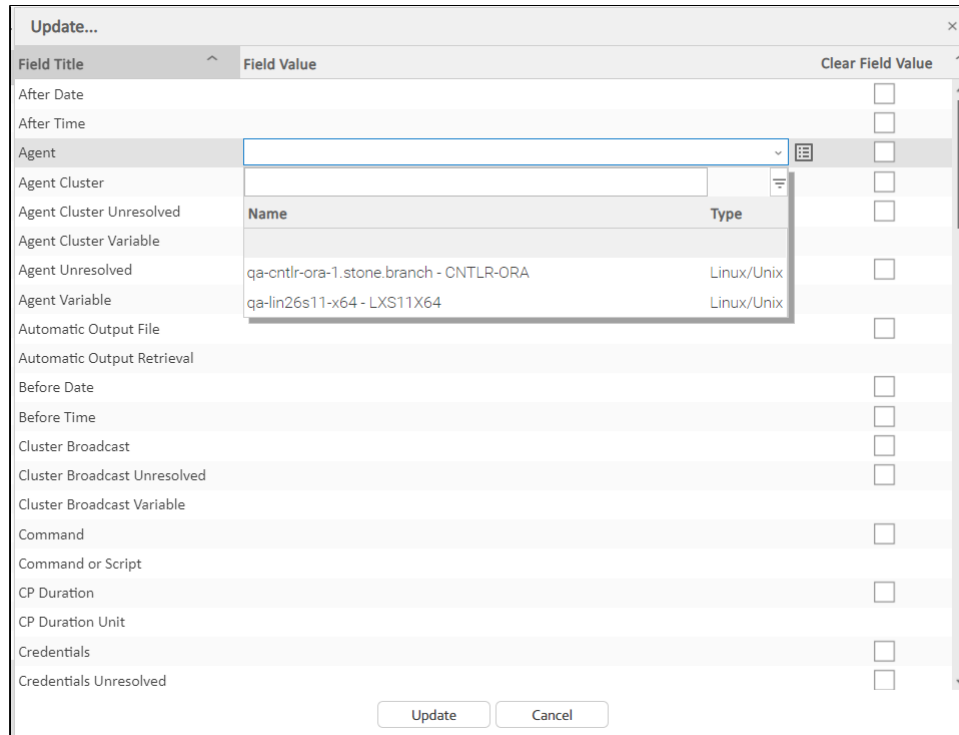 Update...
Field Title Field Value Clear Field Value
After Date
After Time
Agent
Agent Cluster
Agent Cluster Unresolved Name Type
Agent Cluster Variable
Agent Unresolved qa-cntlr-ora-1.stone.branch - CNTLR-ORA Linux/Unix
Agent Variable qa-lin26s11-x64 - LXS11X64 Linux/Unix
Automatic Output File
Automatic Output Retrieval
Before Date
Before Time
Cluster Broadcast
Cluster Broadcast Unresolved
Cluster Broadcast Variable
Command
Command or Script
CP Duration
CP Duration Unit
Credentials
Credentials Unresolved
Update Cancel